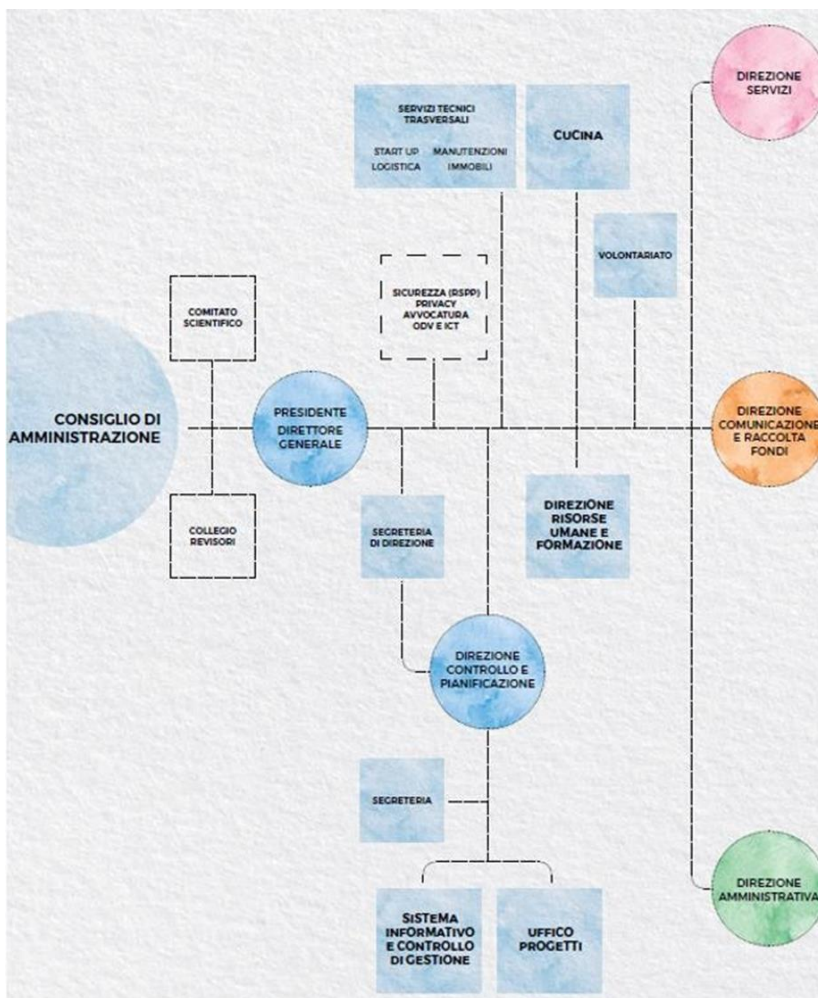 DIREZIONE
SERVIZI
SERVIZI TECNICI
TRASVERSALI
START UP
LOGISTICA
MANUTENZIONI
IMMOBILI
CUCINA
VOLONTARIATO
SICUREZZA (RSPP)
PRIVACY
AVVOCATURA
ODV E ICT
COMITATO
SCIENTIFICO
CONSIGLIO DI
AMMINISTRAZIONE
PRESIDENTE
DIRETTORE
GENERALE
DIREZIONE
COMUNICAZIONE
E RACCOLTA
FONDI
COLLEGIO
REVISORI
SEGRETERIA
DI DIREZIONE
DIREZIONE
RISORSE
UMANE E
FORMAZIONE
DIREZIONE
CONTROLLO E
PIANIFICAZIONE
SEGRETERIA
DIREZIONE
AMMINISTRATIVA
SISTEMA
INFORMATIVO
E CONTROLLO
DI GESTIONE
UFFICO
PROGETTI